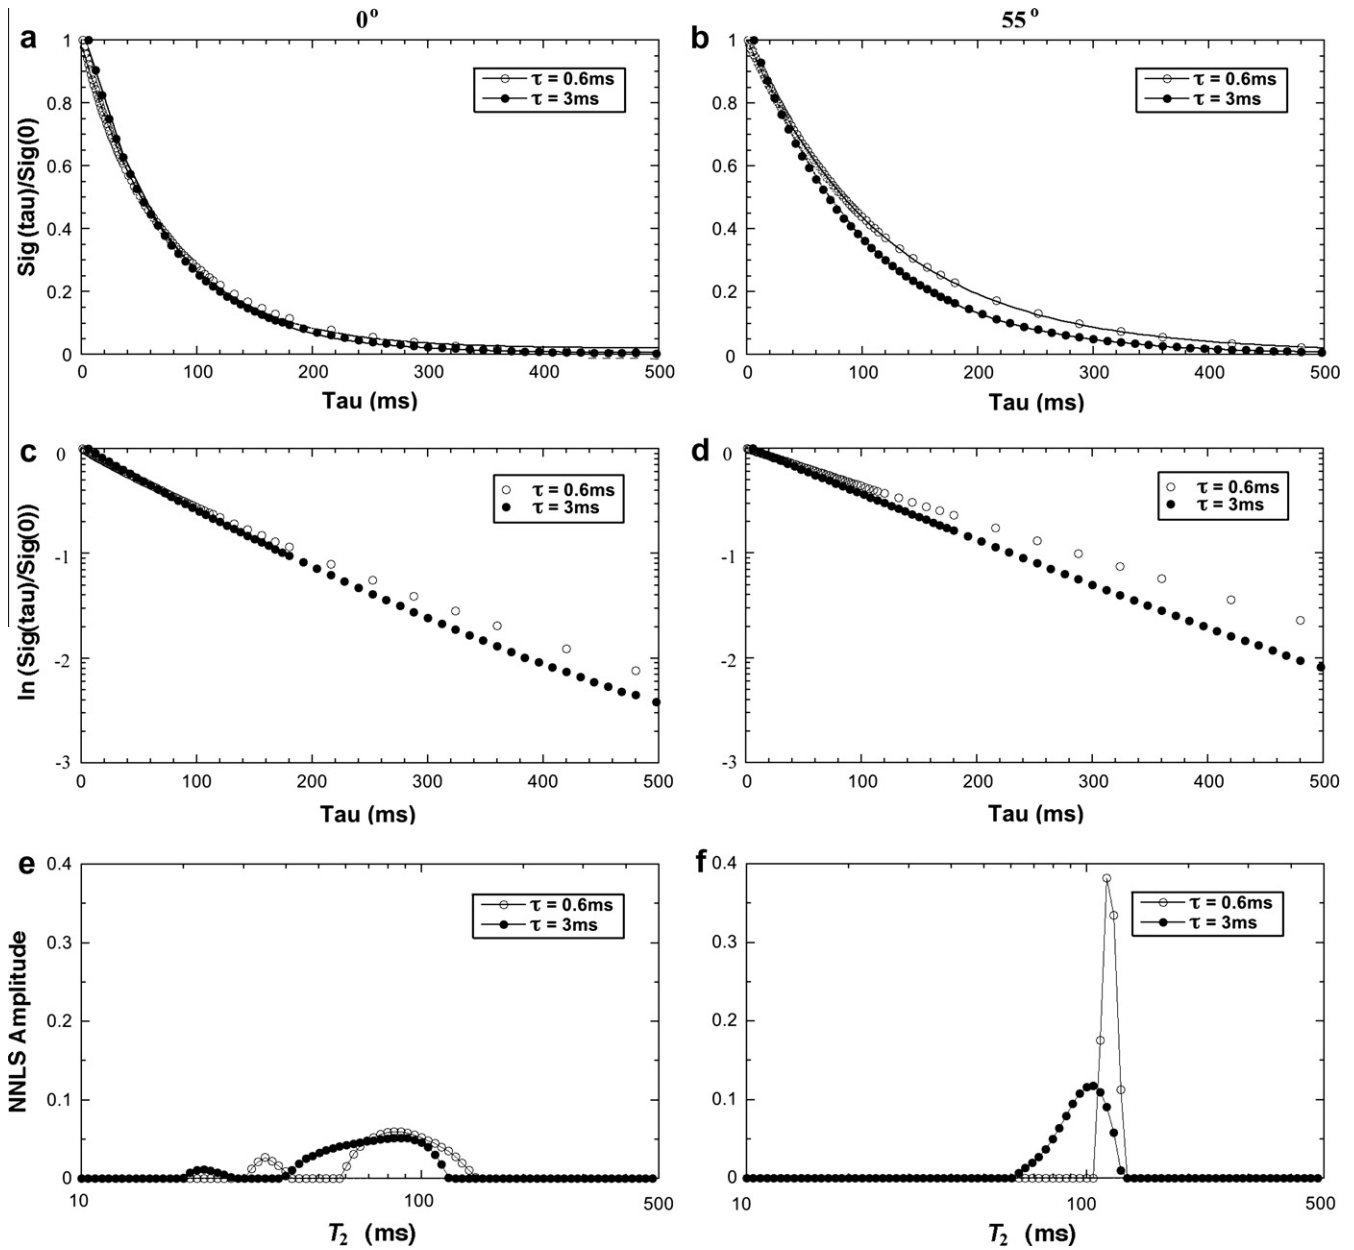 0°
55°
a
1
0.8
0.6
0.4
0.2
0
Sig(tau)/Sig(0)
τ = 0.6ms
τ = 3ms
0 100 200 300 400 500
Tau (ms)
b
1
0.8
0.6
0.4
0.2
0
τ = 0.6ms
τ = 3ms
0 100 200 300 400 500
Tau (ms)
c
0
-1
-2
-3
ln(Sig(tau)/Sig(0))
τ = 0.6ms
τ = 3ms
0 100 200 300 400 500
Tau (ms)
d
0
-1
-2
-3
τ = 0.6ms
τ = 3ms
0 100 200 300 400 500
Tau (ms)
e
0.4
0.3
0.2
0.1
0
NNLS Amplitude
τ = 0.6ms
τ = 3ms
10 100 500
T2 (ms)
f
0.4
0.3
0.2
0.1
0
τ = 0.6ms
τ = 3ms
10 100 500
T2 (ms)